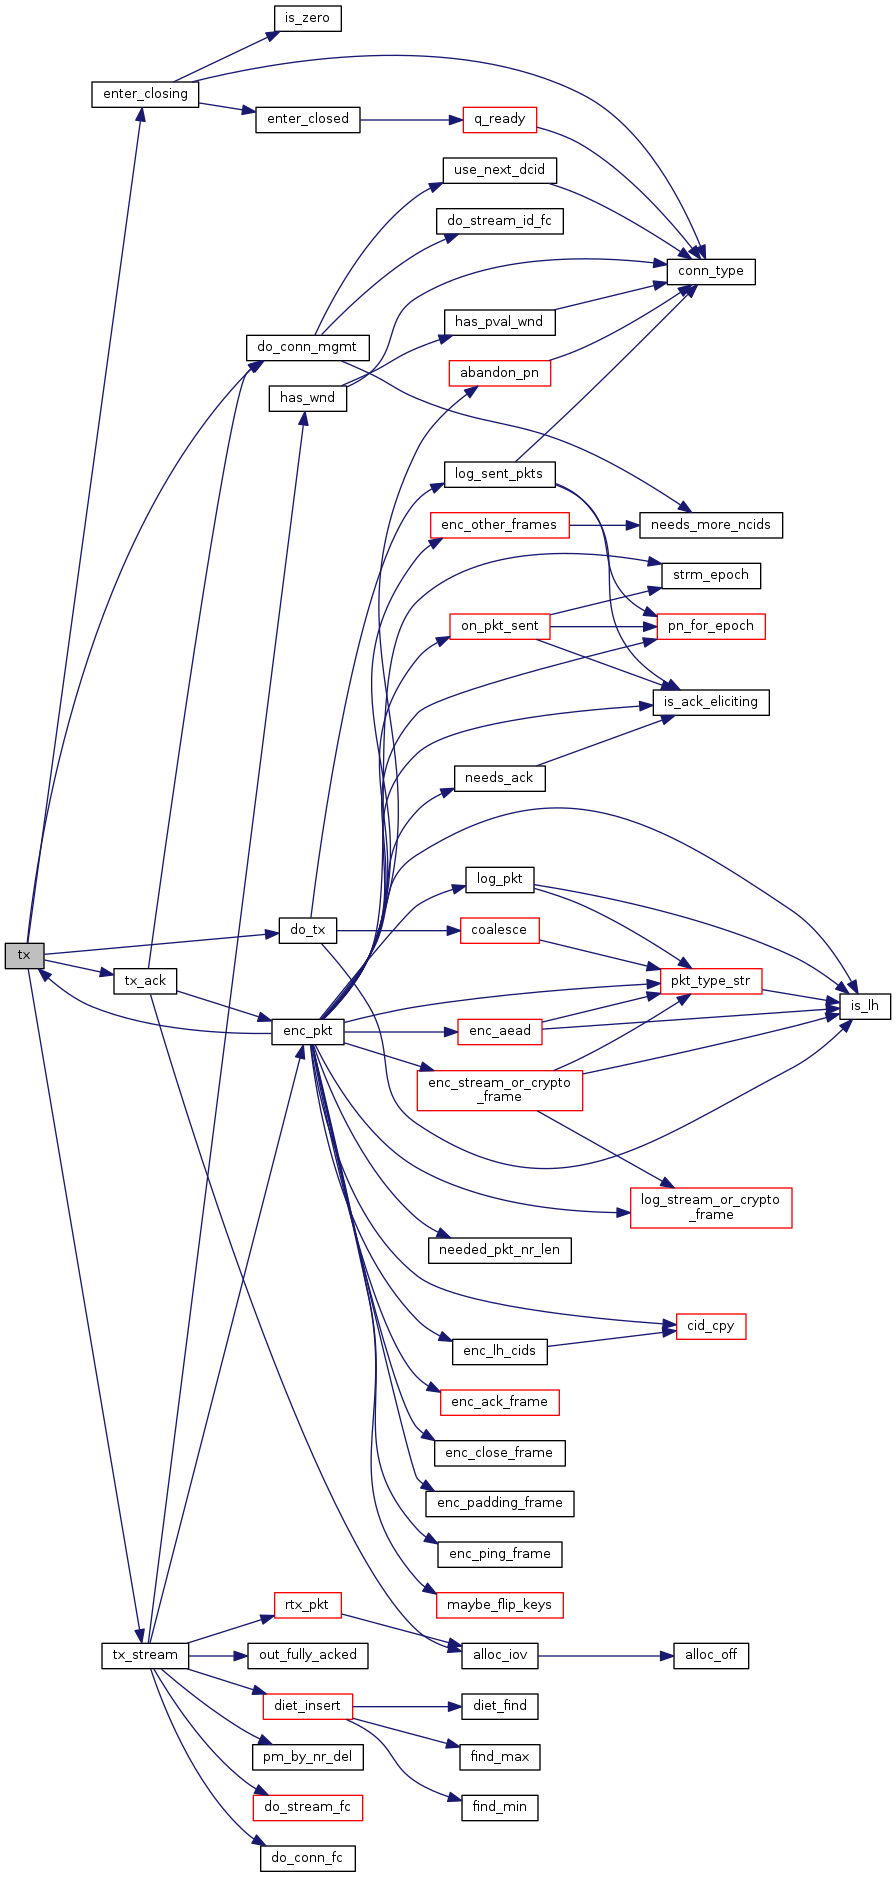 is_zero
enter_closing
enter_closed
q_ready
use_next_dcid
do_stream_id_fc
conn_type
has_pval_wnd
do_conn_mgmt
abandon_pn
has_wnd
log_sent_pkts
enc_other_frames
needs_more_ncids
strm_epoch
on_pkt_sent
pn_for_epoch
is_ack_eliciting
needs_ack
log_pkt
do_tx
coalesce
tx
tx_ack
pkt_type_str
is_lh
enc_pkt
enc_aead
enc_stream_or_crypto
_frame
log_stream_or_crypto
_frame
needed_pkt_nr_len
cid_cpy
enc_lh_cids
enc_ack_frame
enc_close_frame
enc_padding_frame
enc_ping_frame
rtx_pkt
maybe_flip_keys
tx_stream
out_fully_acked
alloc_iov
alloc_off
diet_insert
diet_find
pm_by_nr_del
find_max
do_stream_fc
find_min
do_conn_fc